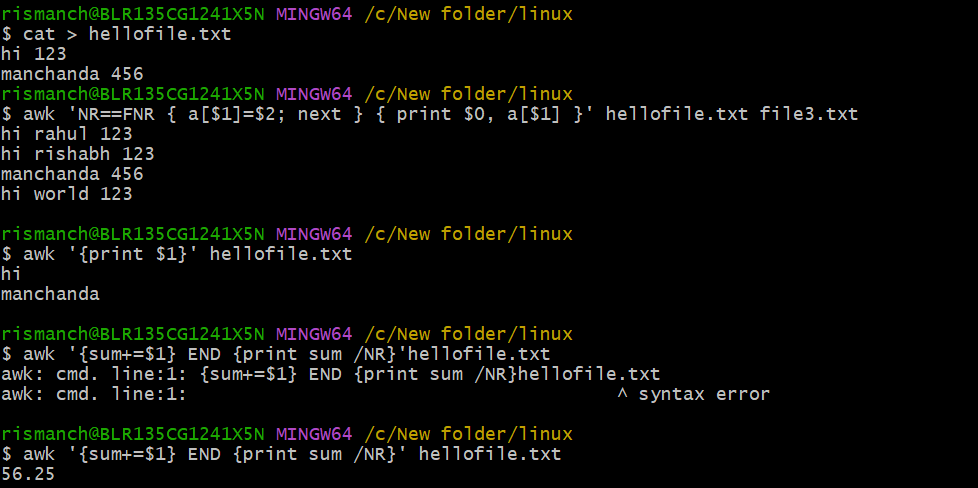 rismanch@BLR135CG1241X5N MINGW64 /c/New folder/linux
$ cat > hellofile.txt
hi 123
manchanda 456
rismanch@BLR135CG1241X5N MINGW64 /c/New folder/linux
$ awk 'NR==FNR { a[$1]=$2; next } { print $0, a[$1] }' hellofile.txt file3.txt
hi rahul 123
hi rishabh 123
manchanda 456
hi world 123
rismanch@BLR135CG1241X5N MINGW64 /c/New folder/linux
$ awk '{print $1}' hellofile.txt
hi
manchanda
rismanch@BLR135CG1241X5N MINGW64 /c/New folder/linux
$ awk '{sum+=$1} END {print sum /NR}'hellofile.txt
awk: cmd. line:1: {sum+=$1} END {print sum /NR}hellofile.txt
awk: cmd. line:1:                                       ^ syntax error
rismanch@BLR135CG1241X5N MINGW64 /c/New folder/linux
$ awk '{sum+=$1} END {print sum /NR}' hellofile.txt
56.25